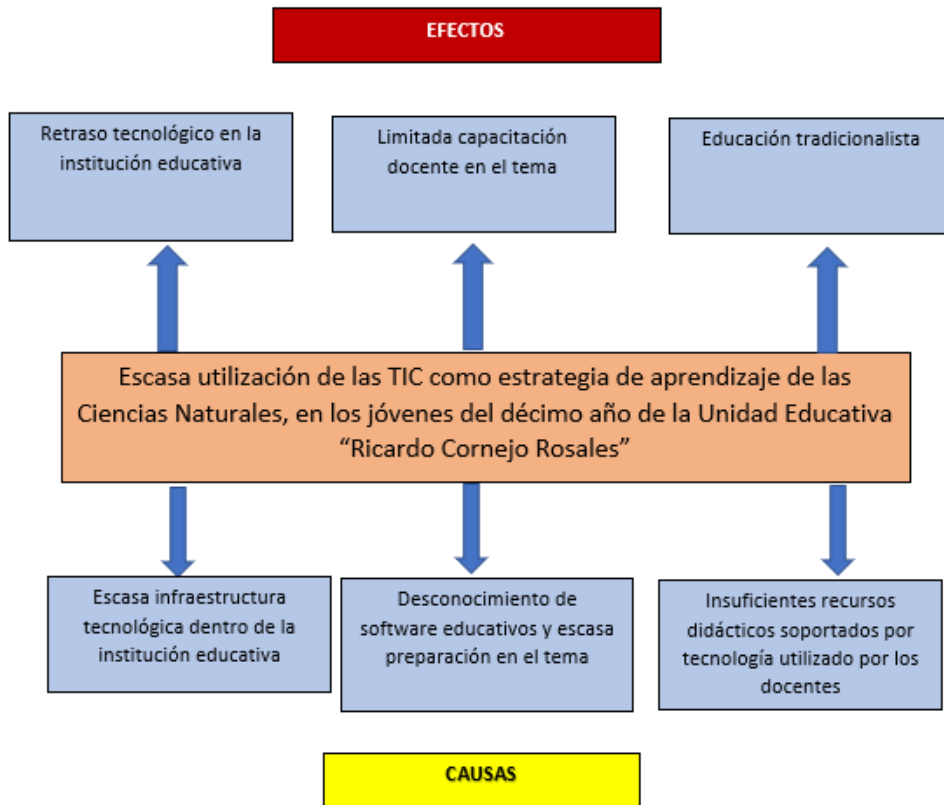 EFECTOS
Retraso tecnológico en la
institución educativa
Limitada capacitación
docente en el tema
Educación tradicionalista
Escasa utilización de las TIC como estrategia de aprendizaje de las
Ciencias Naturales, en los jóvenes del décimo año de la Unidad Educativa
“Ricardo Cornejo Rosales”
Escasa infraestructura
tecnológica dentro de la
institución educativa
Desconocimiento de
software educativos y escasa
preparación en el tema
Insuficientes recursos
didácticos soportados por
tecnología utilizado por los
docentes
CAUSAS